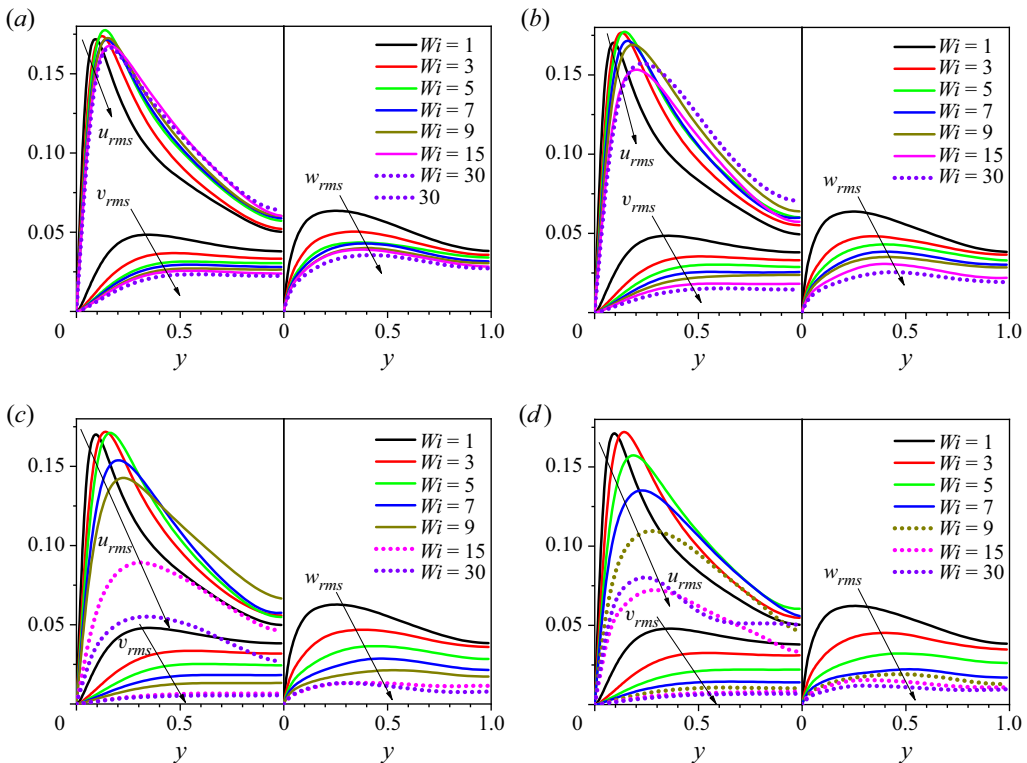 (a)
0.15
0.10
0.05
0
0.5
0
0.5
1.0
y
y
u_rms
v_rms
w_rms
Wi = 1
Wi = 3
Wi = 5
Wi = 7
Wi = 9
Wi = 15
Wi = 30
30
(b)
0.15
0.10
0.05
0
0.5
0
0.5
1.0
y
y
u_rms
v_rms
w_rms
Wi = 1
Wi = 3
Wi = 5
Wi = 7
Wi = 9
Wi = 15
Wi = 30
(c)
0.15
0.10
0.05
0
0.5
0
0.5
1.0
y
y
u_rms
v_rms
w_rms
Wi = 1
Wi = 3
Wi = 5
Wi = 7
Wi = 9
Wi = 15
Wi = 30
(d)
0.15
0.10
0.05
0
0.5
0
0.5
1.0
y
y
u_rms
v_rms
w_rms
Wi = 1
Wi = 3
Wi = 5
Wi = 7
Wi = 9
Wi = 15
Wi = 30